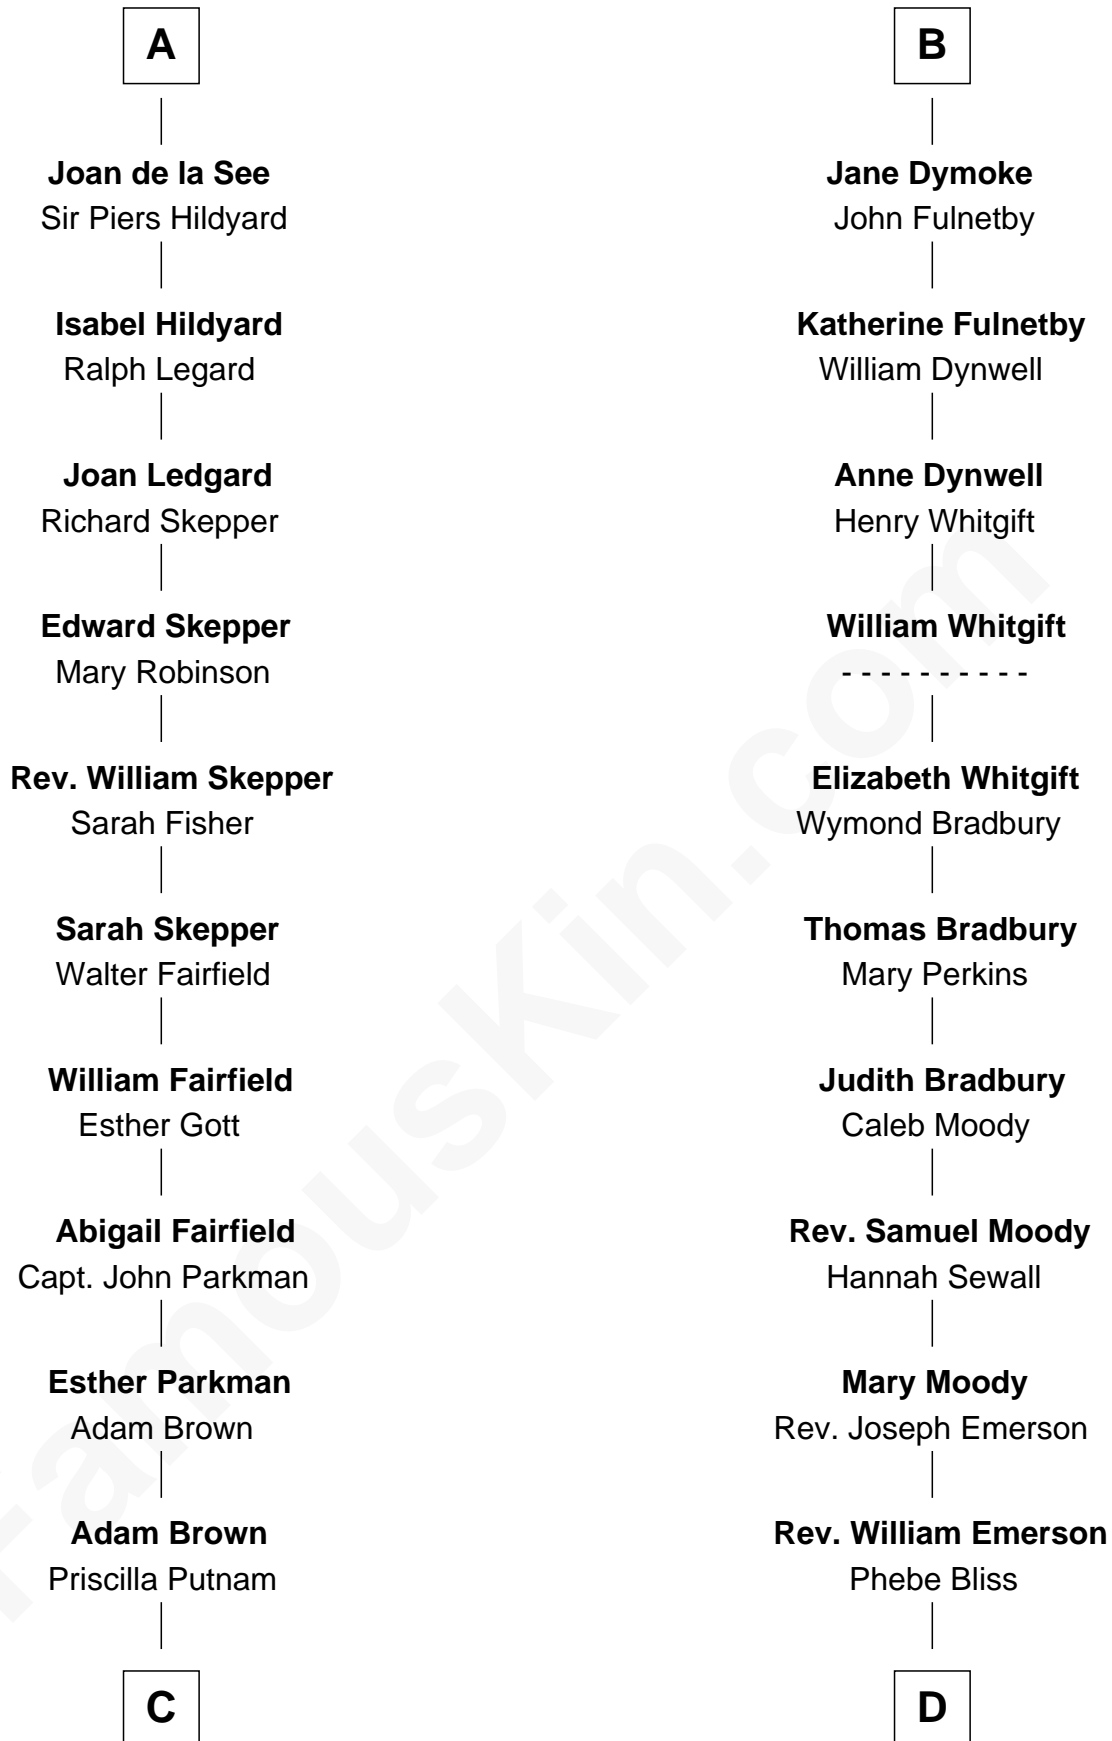 A
Joan de la See
Sir Piers Hildyard
Isabel Hildyard
Ralph Legard
Joan Ledgard
Richard Skepper
Edward Skepper
Mary Robinson
Rev. William Skepper
Sarah Fisher
Sarah Skepper
Walter Fairfield
William Fairfield
Esther Gott
Abigail Fairfield
Capt. John Parkman
Esther Parkman
Adam Brown
Adam Brown
Priscilla Putnam
C
B
Jane Dymoke
John Fulnetby
Katherine Fulnetby
William Dynwell
Anne Dynwell
Henry Whitgift
William Whitgift
- - - - - - - - - -
Elizabeth Whitgift
Wymond Bradbury
Thomas Bradbury
Mary Perkins
Judith Bradbury
Caleb Moody
Rev. Samuel Moody
Hannah Sewall
Mary Moody
Rev. Joseph Emerson
Rev. William Emerson
Phebe Bliss
D
FamousKin.com